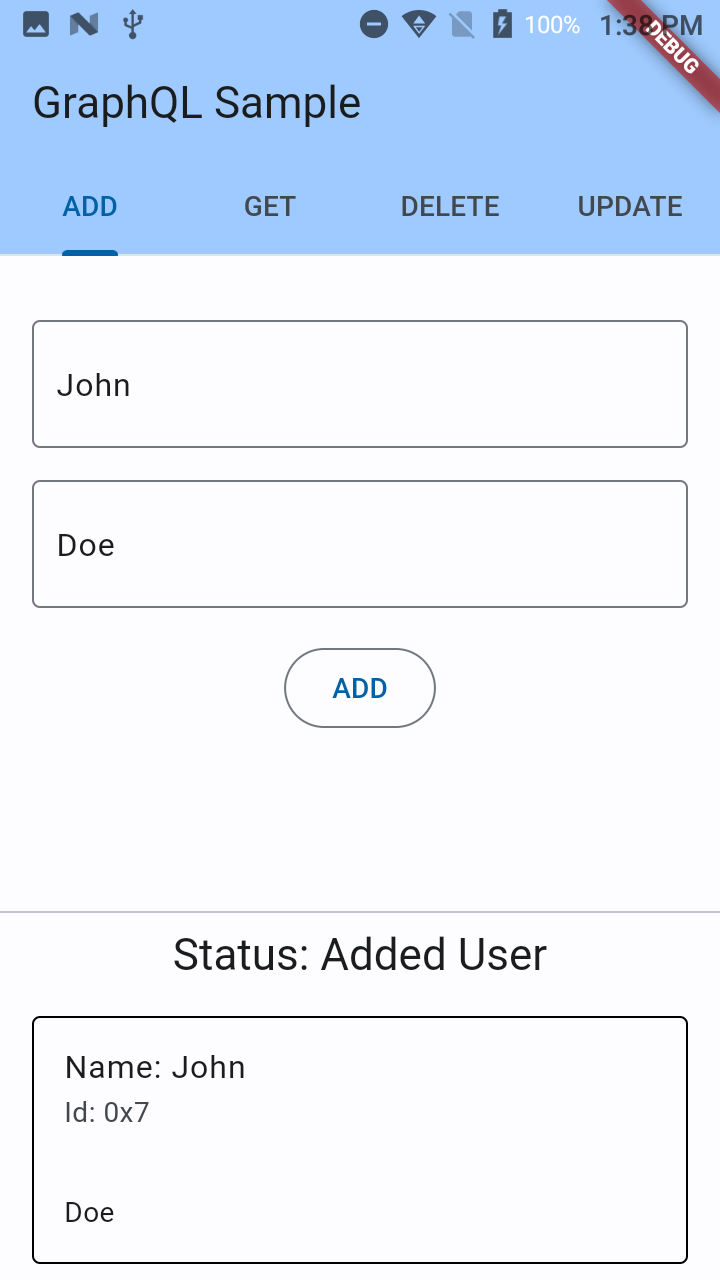 100% 1:38 PM
DEBUG
GraphQL Sample
ADD GET DELETE UPDATE
John
Doe
ADD
Status: Added User
Name: John
Id: 0x7
Doe